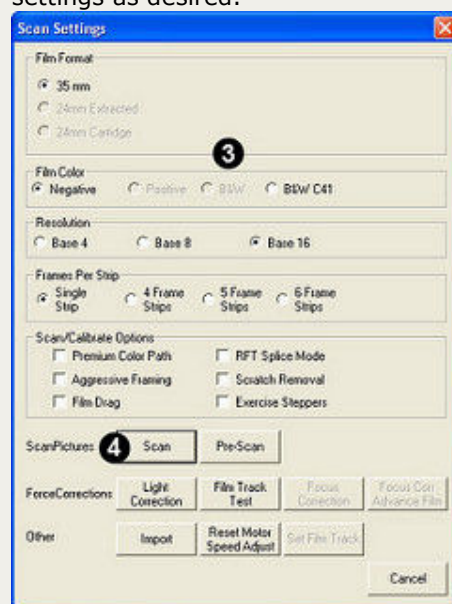 settings as desired.
Scan Settings
Film Format
35 mm
24mm Extracted
24mm Cartridge
3
Film Color
Negative Positive B&W B&W C41
Resolution
Base 4 Base 8 Base 16
Frames Per Strip
Single Strip 4 Frame Strips 5 Frame Strips 6 Frame Strips
Scan/Calibrate Options
Premium Color Path RFT Splice Mode
Aggressive Framing Scratch Removal
Film Drag Exercise Steppers
ScanPictures 4 Scan Pre-Scan
ForceCorrections Light Correction Film Track Test Focus Correction Focus Corr Advance Film
Other Import Reset Motor Speed Adjust Set Film Track
Cancel